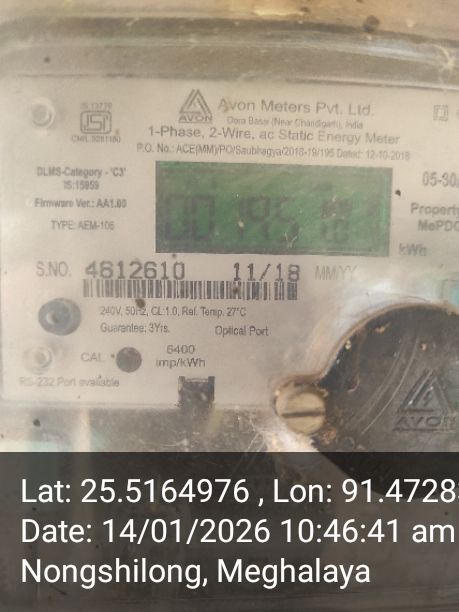 IS 13779
ISI
AVON
Avon Meters Pvt. Ltd.
Dera Bassi (Near Chandigarh), India
1-Phase, 2-Wire, ac Static Energy Meter
P.O. No.: ACE(MM)/PO/Saubhagya/2018-19/195 Dated: 12-10-2018
DLMS-Category - 'C3'
IS:15959
Firmware Ver.: AA1.00
TYPE: AEM-106
05-30
Property
MePDC
kWh
S.NO. 4812610 11/18 MM/YY
240V, 50Hz, CL:1.0, Ref. Temp. 27°C
Guarantee: 3Yrs. Optical Port
CAL
6400
imp/kWh
RS-232 Port available
AVON
Lat: 25.5164976 , Lon: 91.4728
Date: 14/01/2026 10:46:41 am
Nongshilong, Meghalaya